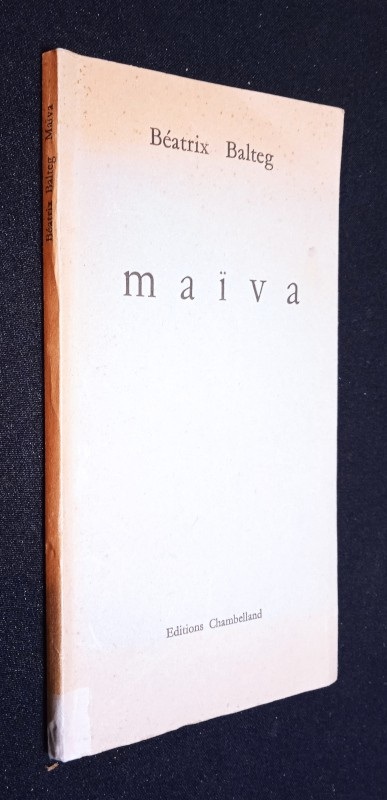 Béatrix Balteg
maïva
Editions Chambelland
Béatrix Balteg Maïva